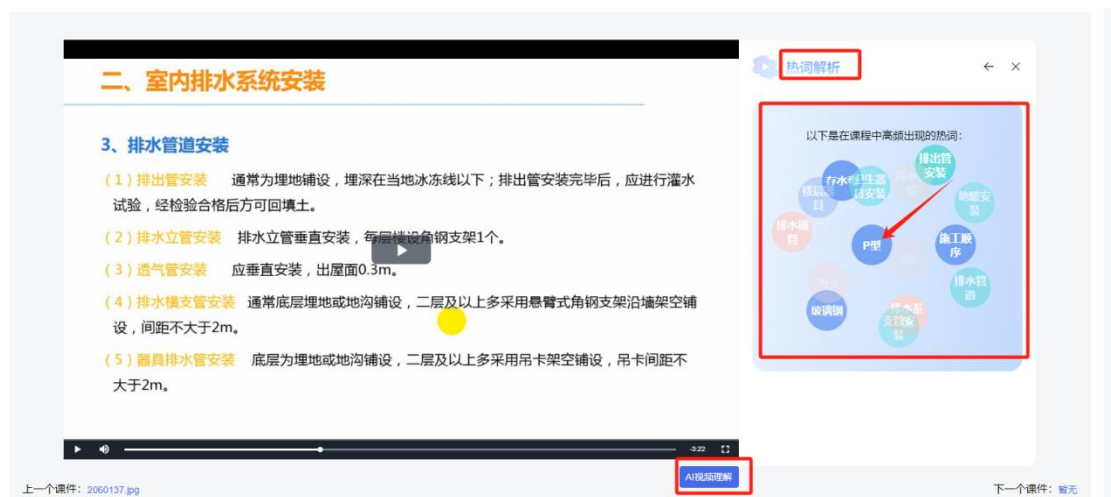 二、室内排水系统安装
3、排水管道安装
(1)排出管安装 通常为埋地铺设,埋深在当地冰冻线以下;排出管安装完毕后,应进行灌水
试验,经检验合格后方可回填土。
(2)排水立管安装 排水立管垂直安装,每层楼设角钢支架1个。
(3)透气管安装 应垂直安装,出屋面0.3m。
(4)排水横支管安装 通常底层埋地或地沟铺设,二层及以上多采用悬臂式角钢支架沿墙架空铺
设,间距不大于2m。
(5)器具排水管安装 底层为埋地或地沟铺设,二层及以上多采用吊卡架空铺设,吊卡间距不
大于2m。
-3:22
AI视频理解
上一个课件:2060137.jpg
热词解析
以下是在课程中高频出现的热词:
排出管
安装
存水
地漏安
装
排水横
管
P型
施工顺
序
排水管
道
玻璃钢
下一个课件:暂无